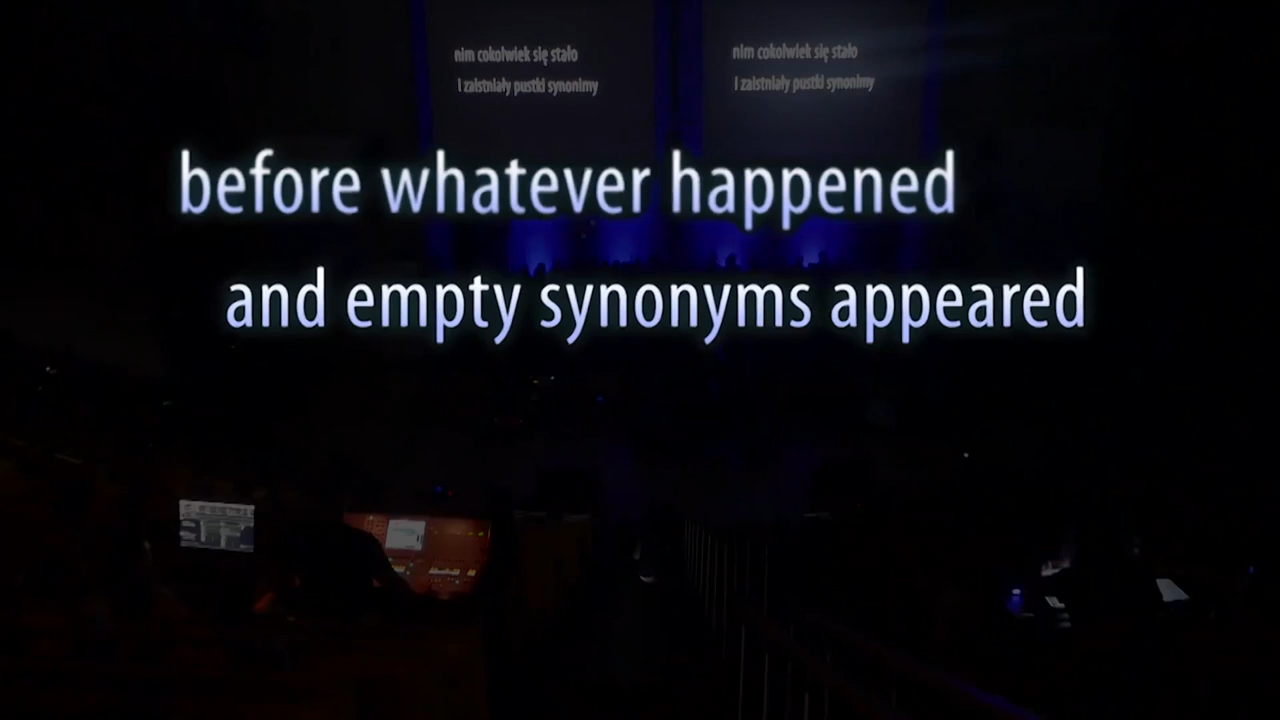 nim cokolwiek się stało
I zaistniały pustki synonimy
nim cokolwiek się stało
I zaistniały pustki synonimy
before whatever happened
and empty synonyms appeared